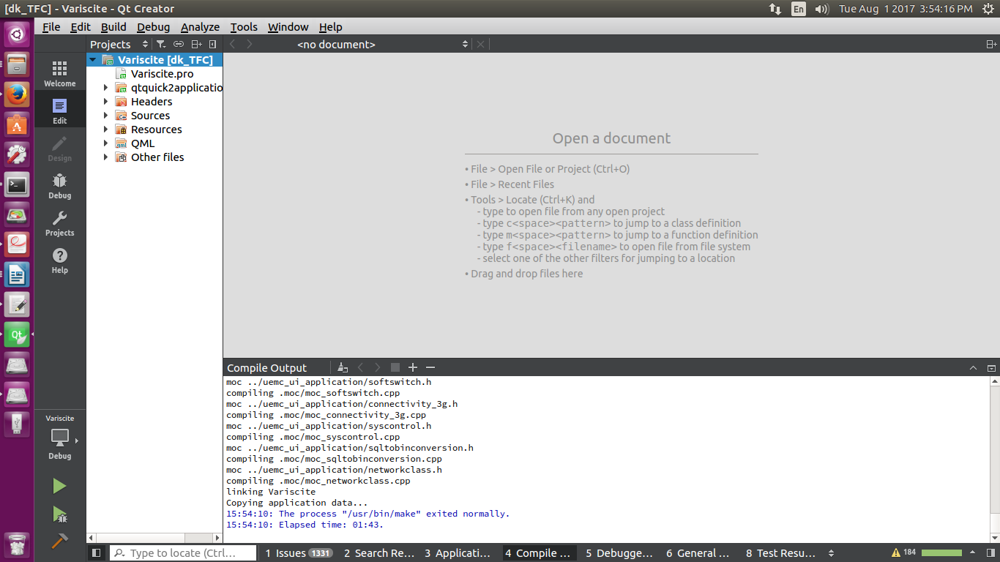 [dk_TFC] - Variscite - Qt Creator
En
Tue Aug 1 2017 3:54:16 PM
File Edit Build Debug Analyze Tools Window Help
Projects
<no document>
Welcome
Edit
Design
Debug
Projects
Help
Variscite [dk_TFC]
Variscite.pro
qtquick2applicatio
Headers
Sources
Resources
QML
Other files
Open a document
• File > Open File or Project (Ctrl+O)
• File > Recent Files
• Tools > Locate (Ctrl+K) and
- type to open file from any open project
- type c<space><pattern> to jump to a class definition
- type m<space><pattern> to jump to a function definition
- type f<space><filename> to open file from file system
- select one of the other filters for jumping to a location
• Drag and drop files here
Compile Output
moc ../uemc_ui_application/softswitch.h
compiling .moc/moc_softswitch.cpp
moc ../uemc_ui_application/connectivity_3g.h
compiling .moc/moc_connectivity_3g.cpp
moc ../uemc_ui_application/syscontrol.h
compiling .moc/moc_syscontrol.cpp
moc ../uemc_ui_application/sqltobinconversion.h
compiling .moc/moc_sqltobinconversion.cpp
moc ../uemc_ui_application/networkclass.h
compiling .moc/moc_networkclass.cpp
linking Variscite
Copying application data...
15:54:10: The process "/usr/bin/make" exited normally.
15:54:10: Elapsed time: 01:43.
Variscite
Debug
Qt
Type to locate (Ctrl...
1 Issues 1331
2 Search Re...
3 Applicati...
4 Compile ...
5 Debugge...
6 General ...
8 Test Resu...
184